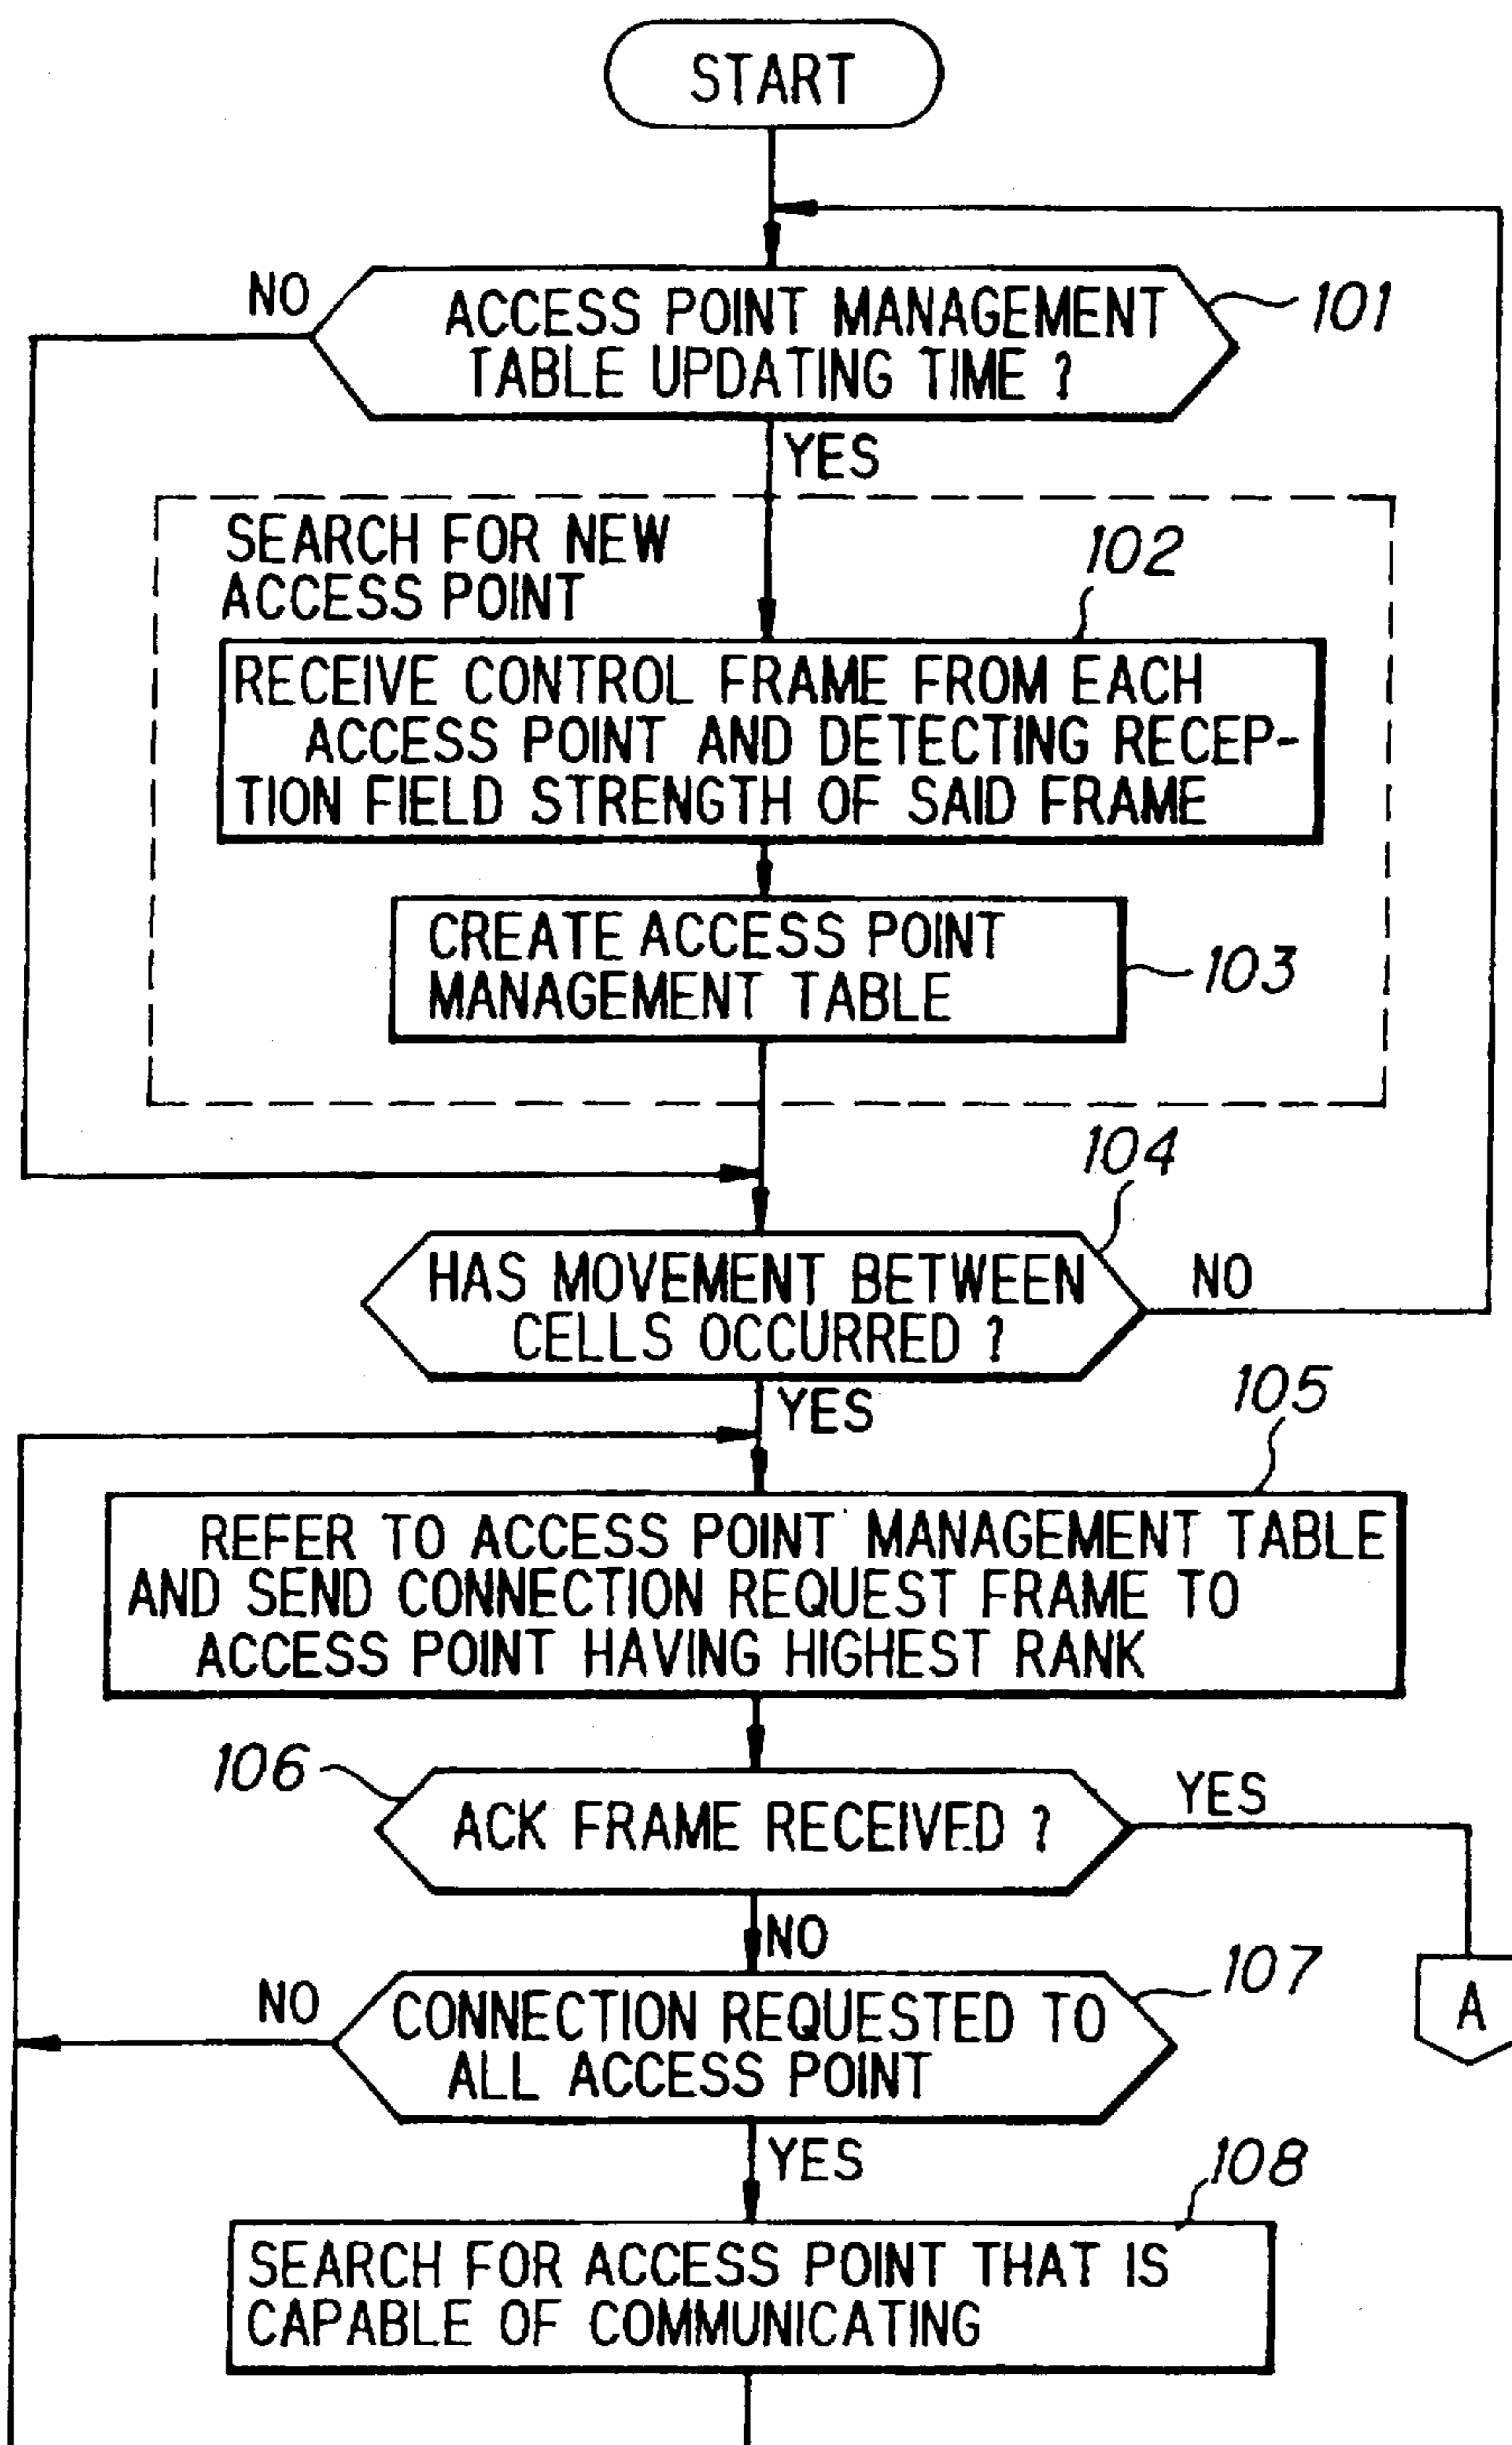 START
NO
ACCESS POINT MANAGEMENT
TABLE UPDATING TIME ?
101
YES
SEARCH FOR NEW
ACCESS POINT
102
RECEIVE CONTROL FRAME FROM EACH
ACCESS POINT AND DETECTING RECEP-
TION FIELD STRENGTH OF SAID FRAME
CREATE ACCESS POINT
MANAGEMENT TABLE
103
104
HAS MOVEMENT BETWEEN
CELLS OCCURRED ?
NO
YES
105
REFER TO ACCESS POINT MANAGEMENT TABLE
AND SEND CONNECTION REQUEST FRAME TO
ACCESS POINT HAVING HIGHEST RANK
106
ACK FRAME RECEIVED ?
YES
NO
107
NO
CONNECTION REQUESTED TO
ALL ACCESS POINT
A
YES
108
SEARCH FOR ACCESS POINT THAT IS
CAPABLE OF COMMUNICATING